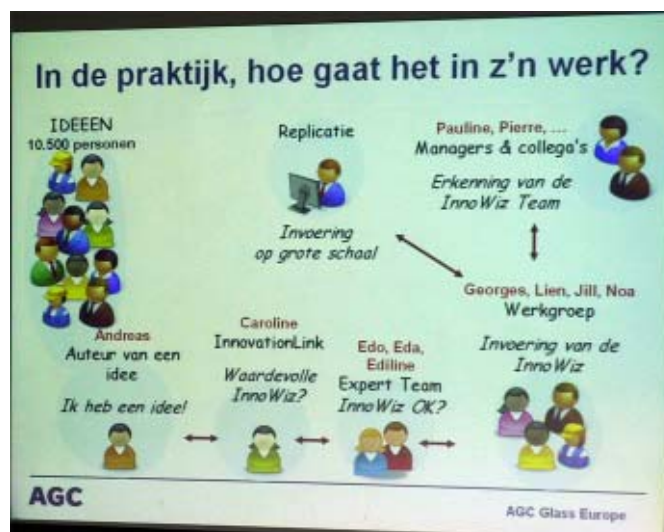 In de praktijk, hoe gaat het in z'n werk?
IDEEEN
10.500 personen
Replicatie
Invoering
op grote schaal
Pauline, Pierre, ...
Managers & collega's
Erkenning van de
InnoWiz Team
Georges, Lien, Jill, Noa
Werkgroep
Invoering van de
InnoWiz
Andreas
Auteur van een
idee
Ik heb een idee!
Caroline
InnovationLink
Waardevolle
InnoWiz?
Edo, Eda,
Ediline
Expert Team
InnoWiz OK?
AGC
AGC Glass Europe